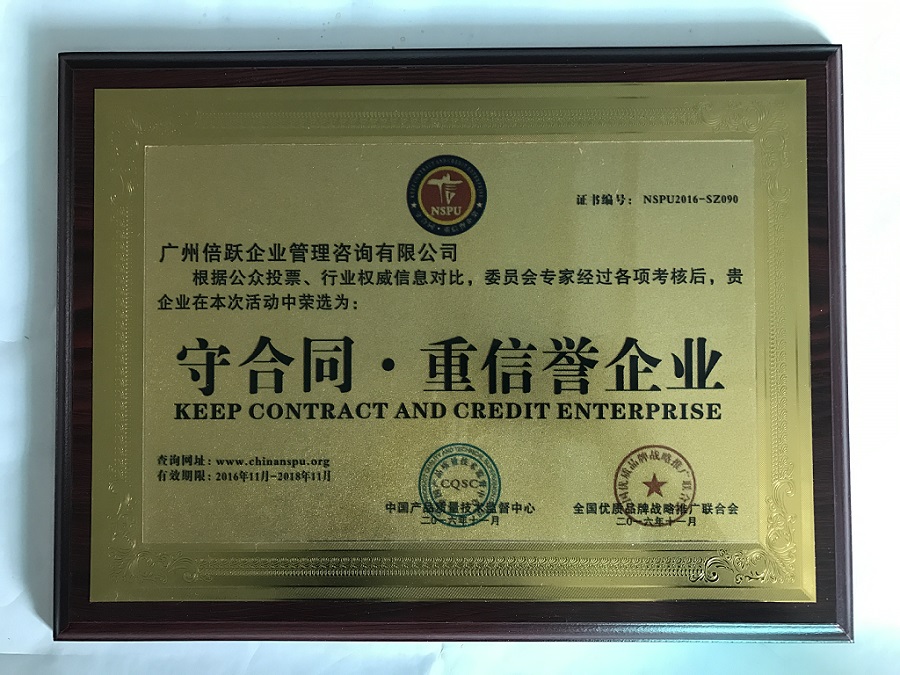 NSPU
证书编号：NSPU2016-SZ090
广州倍跃企业管理咨询有限公司
根据公众投票、行业权威信息对比，委员会专家经过各项考核后，贵
企业在本次活动中荣选为：
守合同·重信誉企业
KEEP CONTRACT AND CREDIT ENTERPRISE
查询网址：www.chinanspu.org
有效期限：2016年11月-2018年11月
CQSC
中国产品质量技术监督中心
二〇一六年十一月
全国优质品牌战略推广联合会
二〇一六年十一月